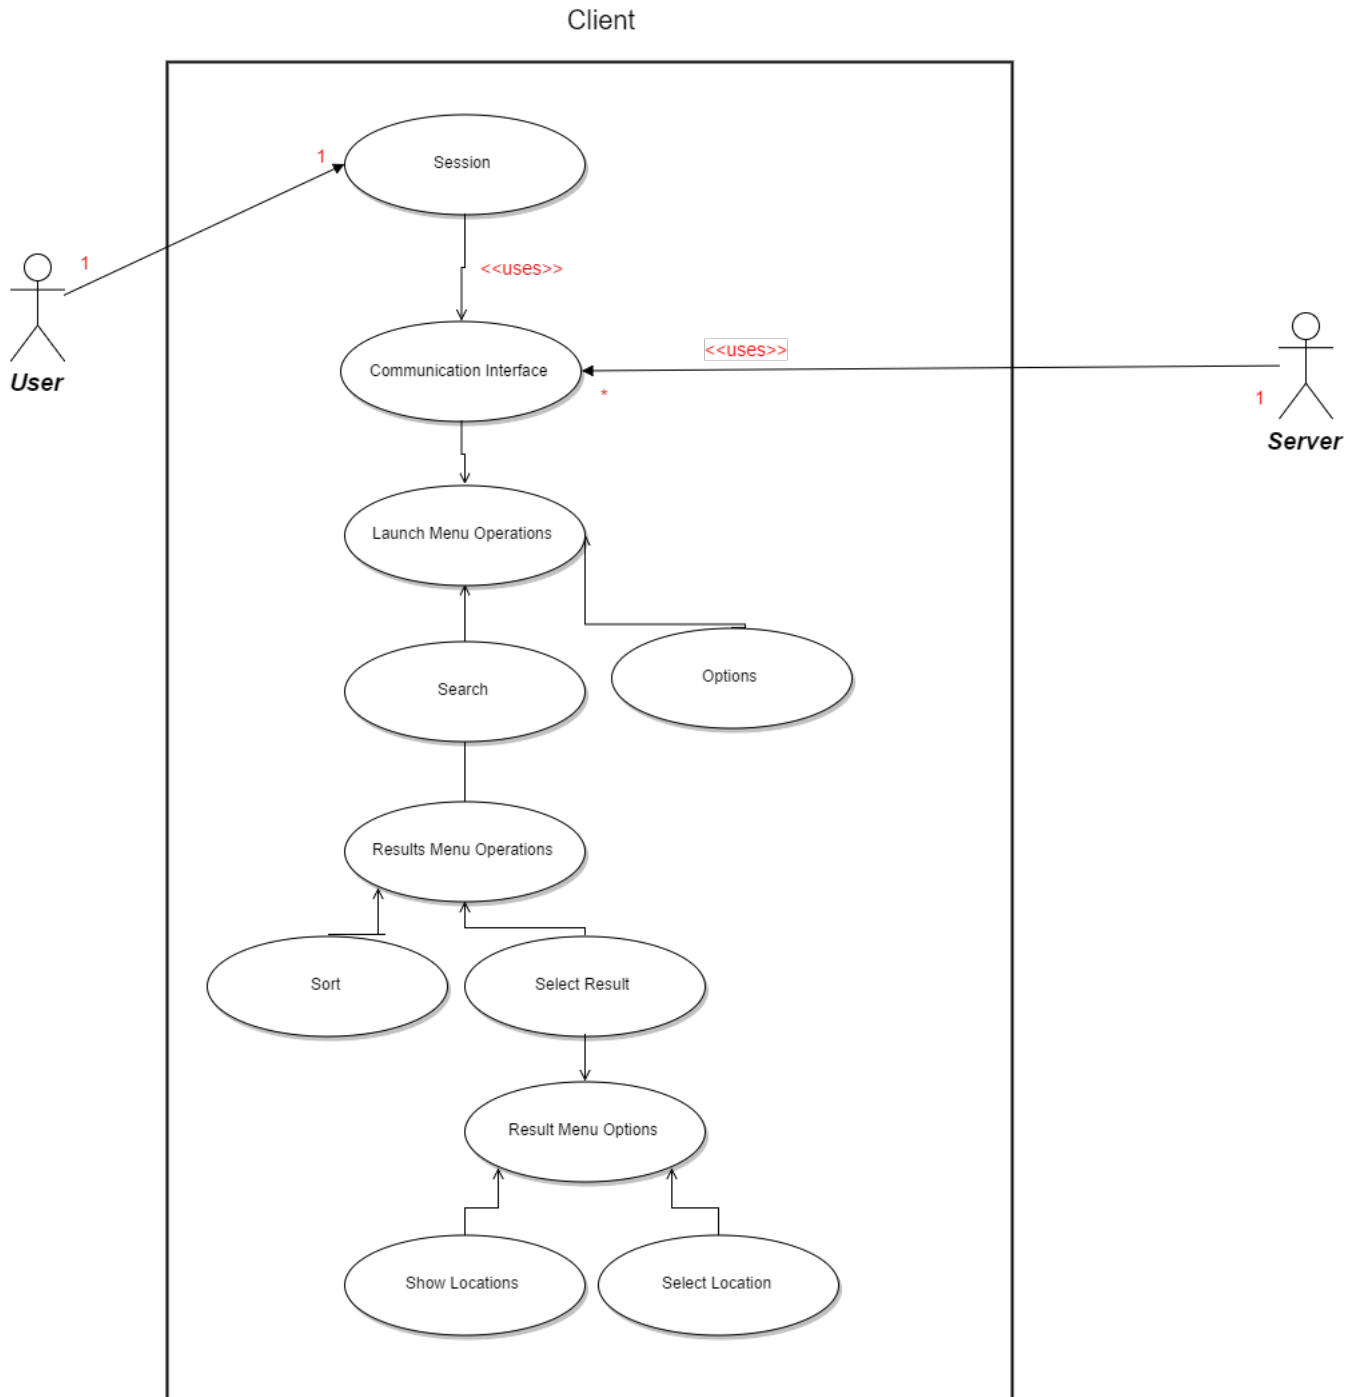 Client
Session
1
1
<<uses>>
User
Communication Interface
<<uses>>
*
1
Server
Launch Menu Operations
Search
Options
Results Menu Operations
Sort
Select Result
Result Menu Options
Show Locations
Select Location